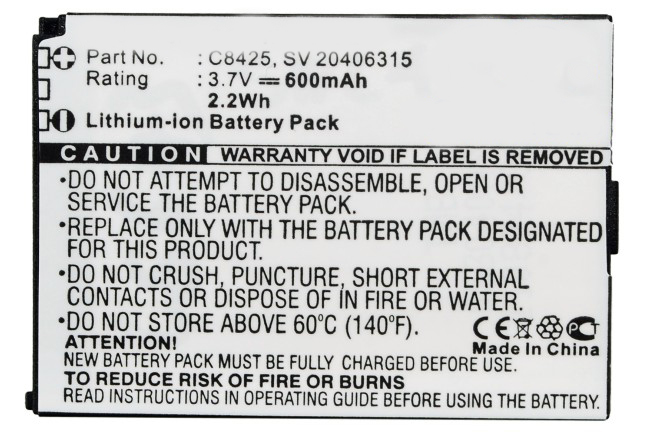 Part No. : C8425, SV 20406315
Rating : 3.7V ⎓ 600mAh
2.2Wh
Lithium-ion Battery Pack
CAUTION WARRANTY VOID IF LABEL IS REMOVED
•DO NOT ATTEMPT TO DISASSEMBLE, OPEN OR
SERVICE THE BATTERY PACK.
•REPLACE ONLY WITH THE BATTERY PACK DESIGNATED
FOR THIS PRODUCT.
•DO NOT CRUSH, PUNCTURE, SHORT EXTERNAL
CONTACTS OR DISPOSE OF IN FIRE OR WATER.
•DO NOT STORE ABOVE 60°C (140°F).
CE PCT
Made In China
ATTENTION!
NEW BATTERY PACK MUST BE FULLY CHARGED BEFORE USE.
TO REDUCE RISK OF FIRE OR BURNS
READ INSTRUCTIONS IN OPERATING GUIDE BEFORE USING THE BATTERY.